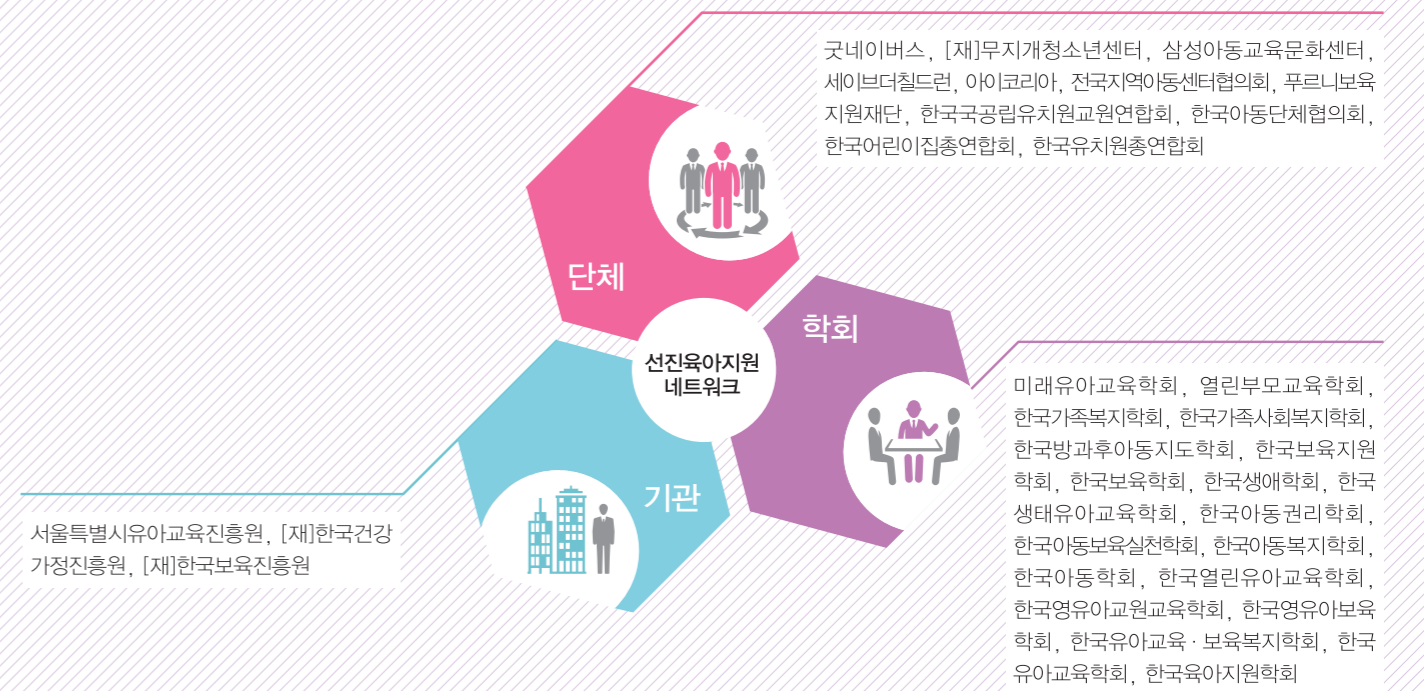 굿네이버스, [재]무지개청소년센터, 삼성아동교육문화센터,
세이브더칠드런, 아이코리아, 전국지역아동센터협의회, 푸르니보육
지원재단, 한국국공립유치원교원연합회, 한국아동단체협의회,
한국어린이집총연합회, 한국유치원총연합회
단체
학회
선진육아지원
네트워크
기관
미래유아교육학회, 열린부모교육학회,
한국가족복지학회, 한국가족사회복지학회,
한국방과후아동지도학회, 한국보육지원
학회, 한국보육학회, 한국생애학회, 한국
생태유아교육학회, 한국아동권리학회,
한국아동보육실천학회, 한국아동복지학회,
한국아동학회, 한국열린유아교육학회,
한국영유아교원교육학회, 한국영유아보육
학회, 한국유아교육·보육복지학회, 한국
유아교육학회, 한국육아지원학회
서울특별시유아교육진흥원, [재]한국건강
가정진흥원, [재]한국보육진흥원